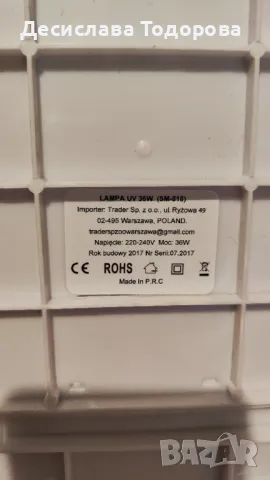 Десислава Тодорова
LAMPA UV 36W (SM-818)
Importer: Trader Sp. z o.o., ul. Ryżowa 49
02-495 Warszawa, POLAND.
traderspzoowarszawa@gmail.com
Napięcie: 220-240V Moc: 36W
Rok budowy 2017 Nr Serii:07.2017
CE ROHS
Made In P.R.C
BAZAR